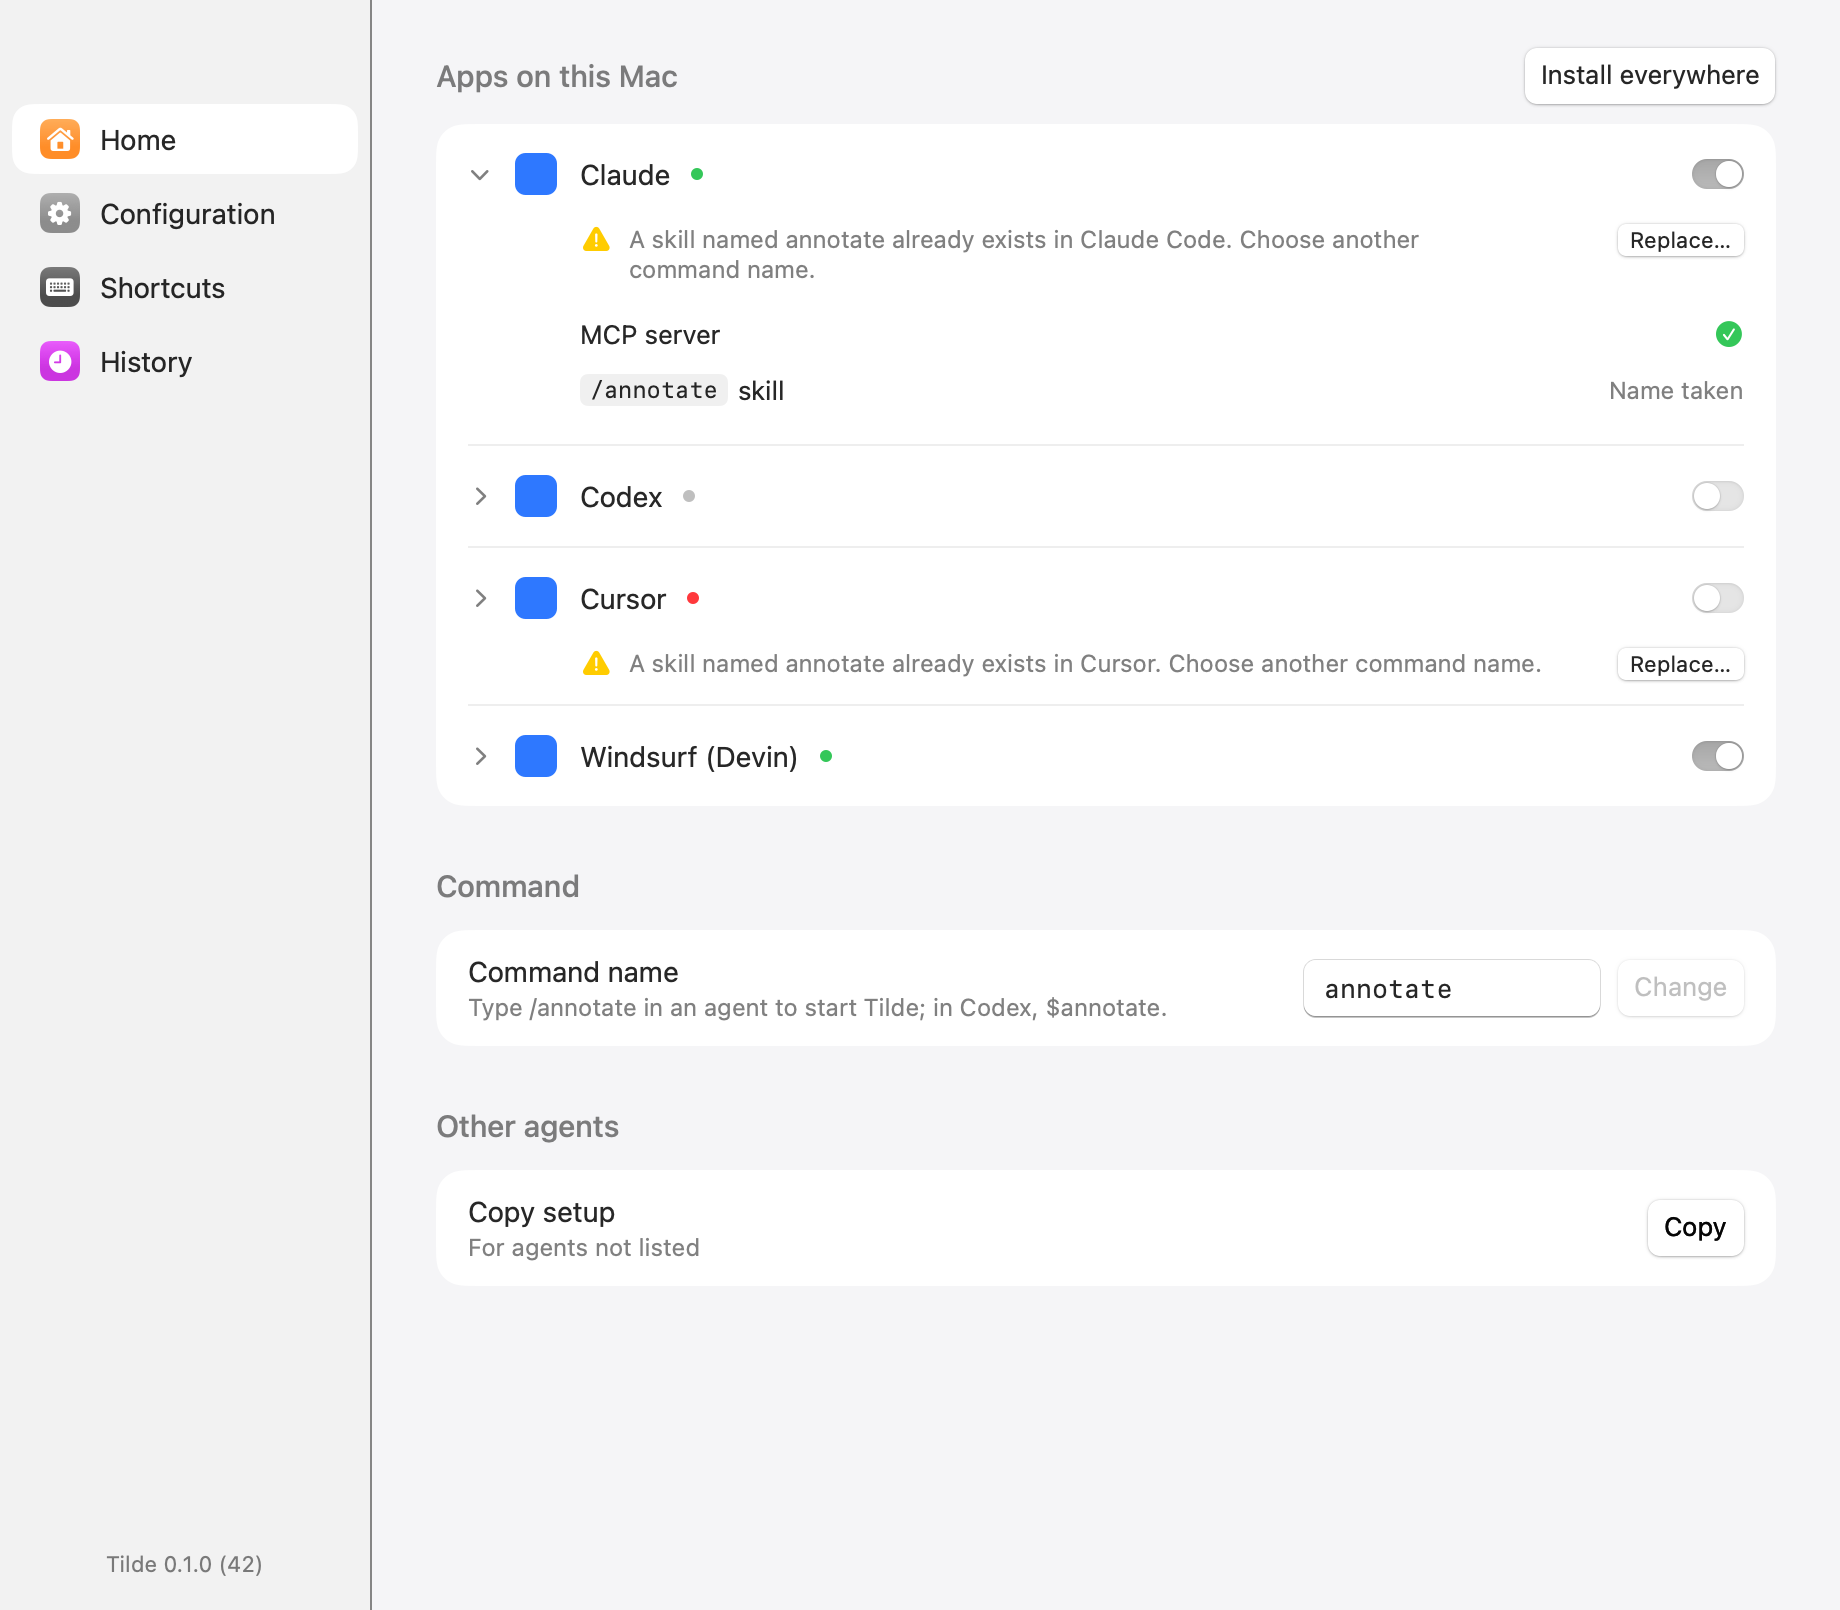 Home
Configuration
Shortcuts
History
Tilde 0.1.0 (42)
Apps on this Mac
Install everywhere
Claude
A skill named annotate already exists in Claude Code. Choose another
command name.
Replace...
MCP server
/annotate skill
Name taken
Codex
Cursor
A skill named annotate already exists in Cursor. Choose another command name.
Replace...
Windsurf (Devin)
Command
Command name
Type /annotate in an agent to start Tilde; in Codex, $annotate.
annotate
Change
Other agents
Copy setup
For agents not listed
Copy